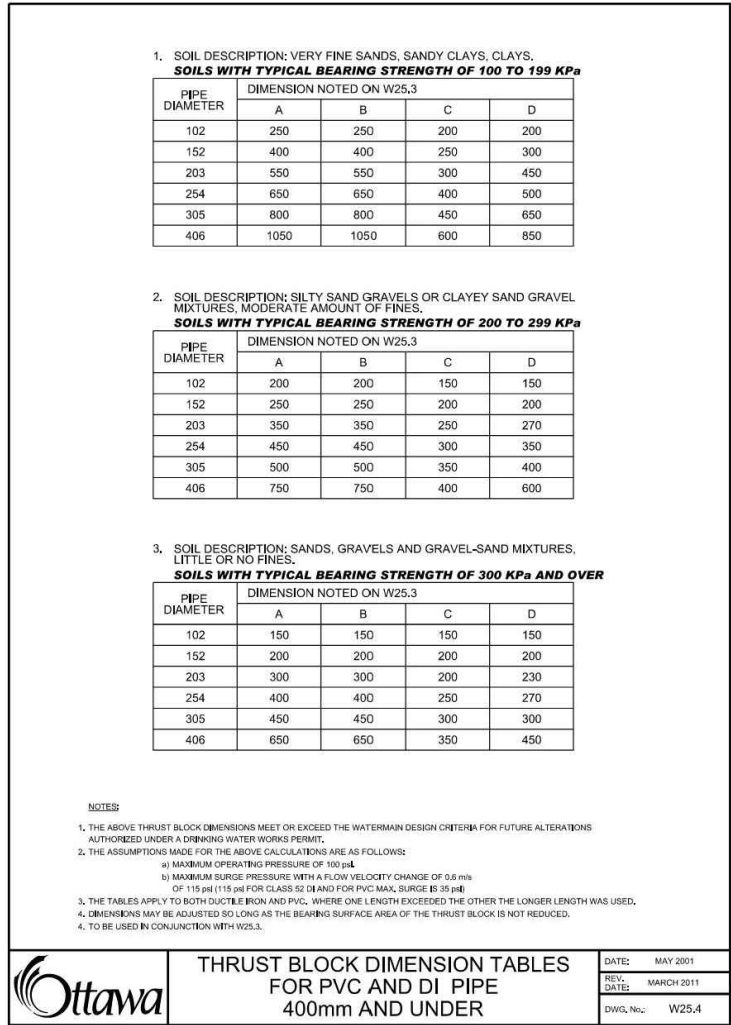 1. SOIL DESCRIPTION: VERY FINE SANDS, SANDY CLAYS, CLAYS.
SOILS WITH TYPICAL BEARING STRENGTH OF 100 TO 199 KPa
PIPE DIAMETER DIMENSION NOTED ON W25.3
A B C D
102 250 250 200 200
152 400 400 250 300
203 550 550 300 450
254 650 650 400 500
305 800 800 450 650
406 1050 1050 600 850
2. SOIL DESCRIPTION: SILTY SAND GRAVELS OR CLAYEY SAND GRAVEL
MIXTURES, MODERATE AMOUNT OF FINES.
SOILS WITH TYPICAL BEARING STRENGTH OF 200 TO 299 KPa
PIPE DIAMETER DIMENSION NOTED ON W25.3
A B C D
102 200 200 150 150
152 250 250 200 200
203 350 350 250 270
254 450 450 300 350
305 500 500 350 400
406 750 750 400 600
3. SOIL DESCRIPTION: SANDS, GRAVELS AND GRAVEL-SAND MIXTURES,
LITTLE OR NO FINES.
SOILS WITH TYPICAL BEARING STRENGTH OF 300 KPa AND OVER
PIPE DIAMETER DIMENSION NOTED ON W25.3
A B C D
102 150 150 150 150
152 200 200 200 200
203 300 300 200 230
254 400 400 250 270
305 450 450 300 300
406 650 650 350 450
NOTES:
1. THE ABOVE THRUST BLOCK DIMENSIONS MEET OR EXCEED THE WATERMAIN DESIGN CRITERIA FOR FUTURE ALTERATIONS
AUTHORIZED UNDER A DRINKING WATER WORKS PERMIT.
2. THE ASSUMPTIONS MADE FOR THE ABOVE CALCULATIONS ARE AS FOLLOWS:
a) MAXIMUM OPERATING PRESSURE OF 100 psi.
b) MAXIMUM SURGE PRESSURE WITH A FLOW VELOCITY CHANGE OF 0.6 m/s
OF 115 psi (115 psi FOR CLASS 52 DI AND FOR PVC MAX. SURGE IS 35 psi)
3. THE TABLES APPLY TO BOTH DUCTILE IRON AND PVC. WHERE ONE LENGTH EXCEEDED THE OTHER THE LONGER LENGTH WAS USED.
4. DIMENSIONS MAY BE ADJUSTED SO LONG AS THE BEARING SURFACE AREA OF THE THRUST BLOCK IS NOT REDUCED.
4. TO BE USED IN CONJUNCTION WITH W25.3.
Ottawa
THRUST BLOCK DIMENSION TABLES
FOR PVC AND DI PIPE
400mm AND UNDER
DATE: MAY 2001
REV. DATE: MARCH 2011
DWG. No.: W25.4